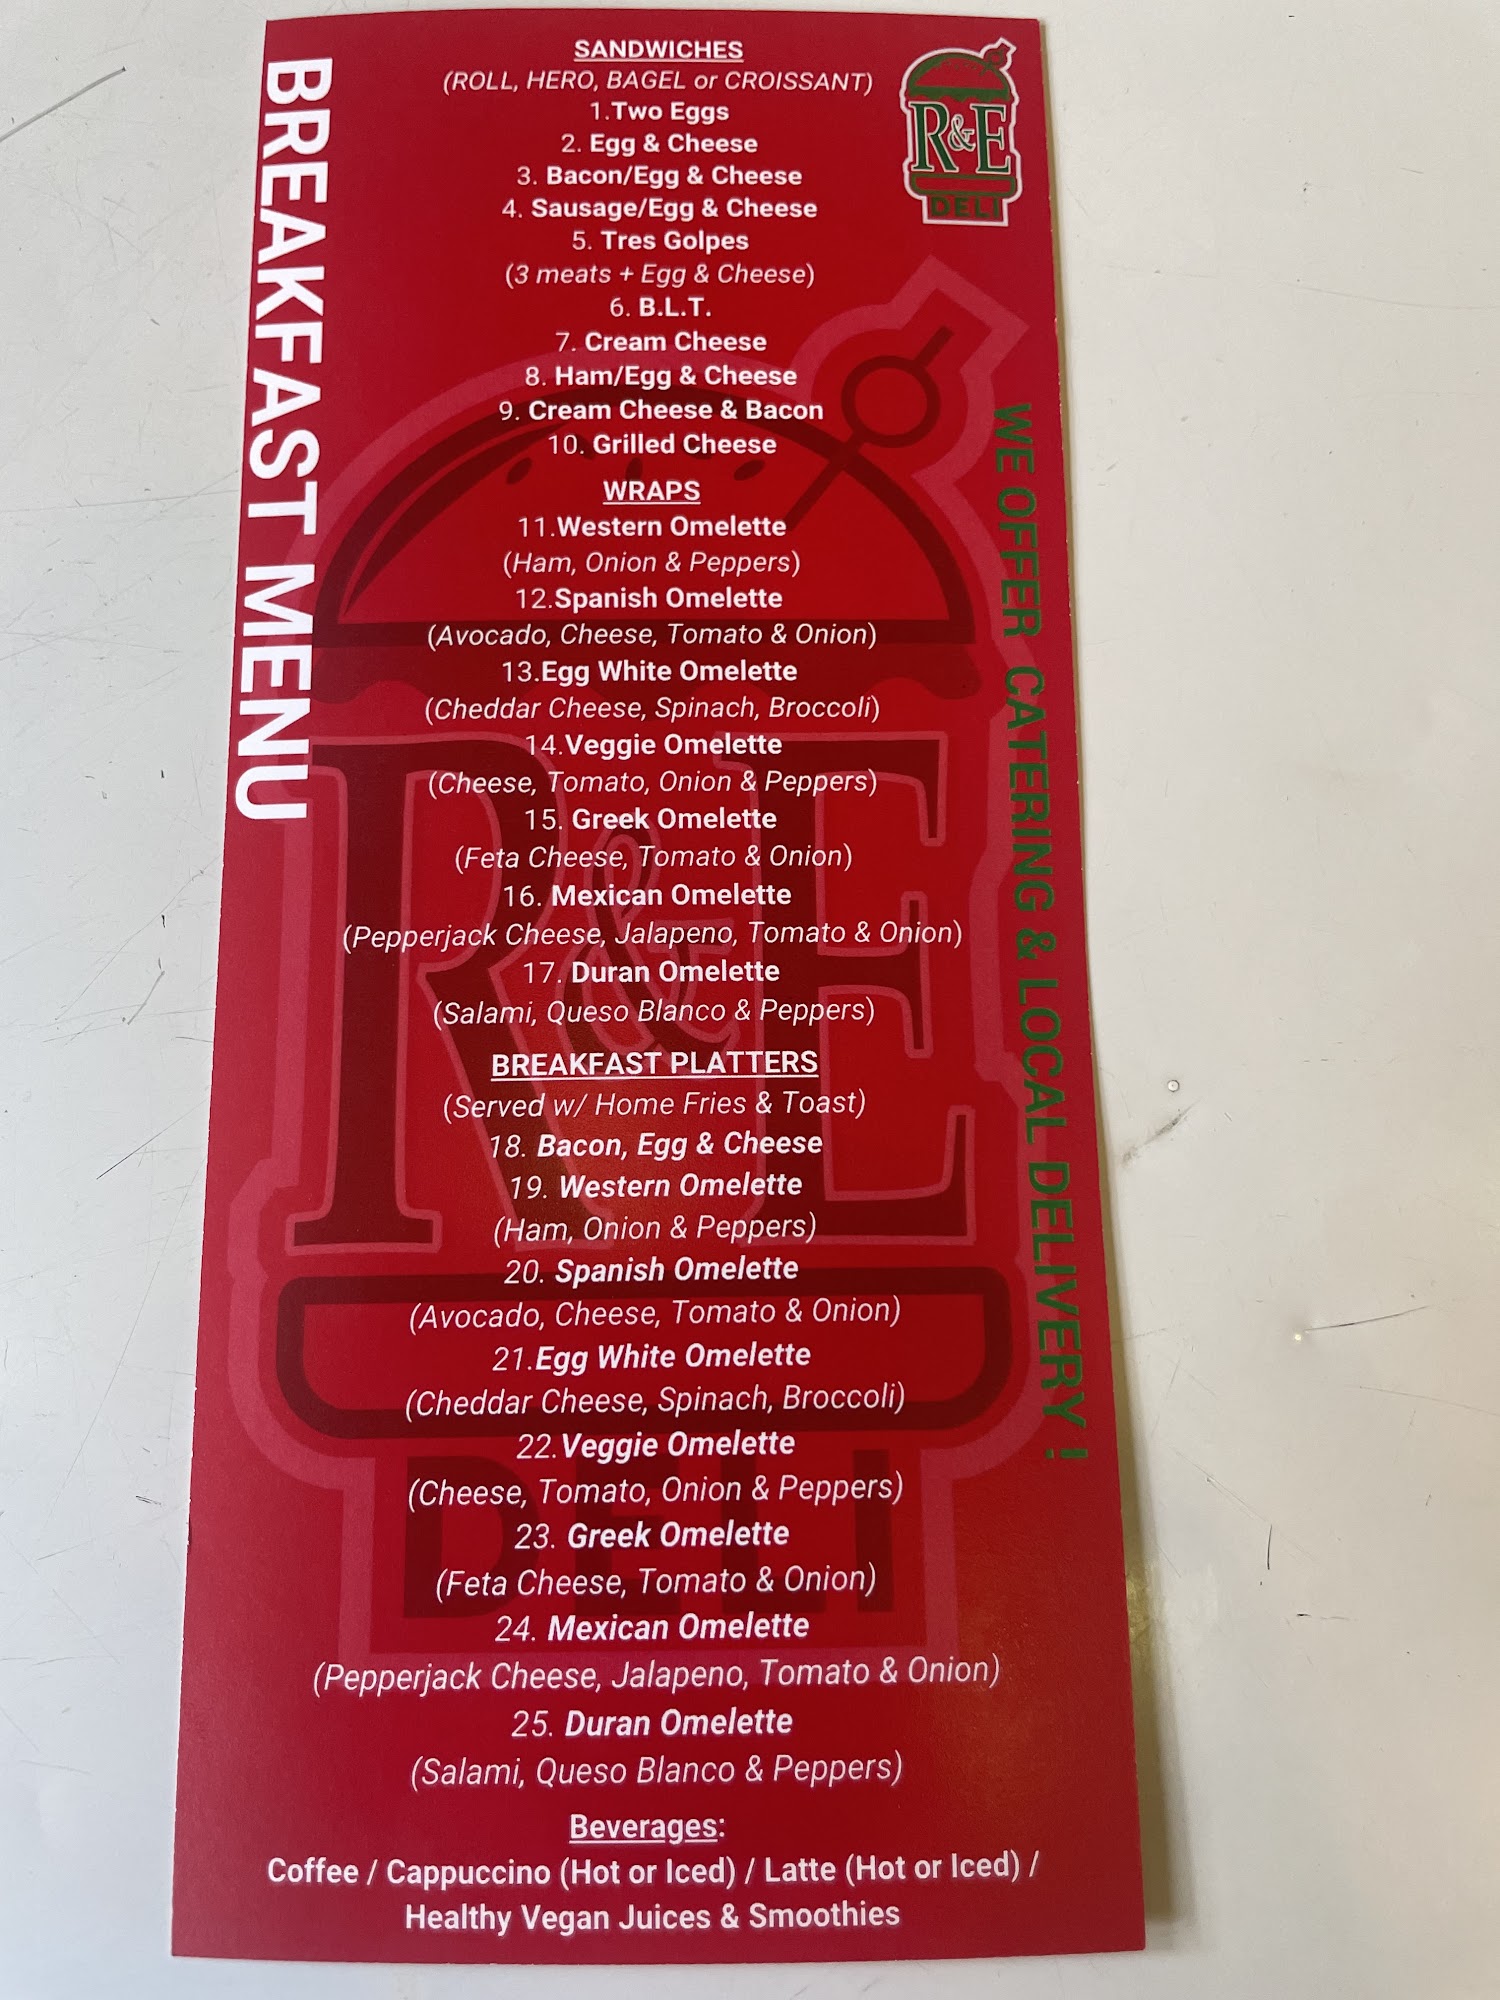 BREAKFAST MENU
R&E
DELI
SANDWICHES
(ROLL, HERO, BAGEL or CROISSANT)
1.Two Eggs
2. Egg & Cheese
3. Bacon/Egg & Cheese
4. Sausage/Egg & Cheese
5. Tres Golpes
(3 meats + Egg & Cheese)
6. B.L.T.
7. Cream Cheese
8. Ham/Egg & Cheese
9. Cream Cheese & Bacon
10. Grilled Cheese
WRAPS
11.Western Omelette
(Ham, Onion & Peppers)
12.Spanish Omelette
(Avocado, Cheese, Tomato & Onion)
13.Egg White Omelette
(Cheddar Cheese, Spinach, Broccoli)
14.Veggie Omelette
(Cheese, Tomato, Onion & Peppers)
15. Greek Omelette
(Feta Cheese, Tomato & Onion)
16. Mexican Omelette
(Pepperjack Cheese, Jalapeno, Tomato & Onion)
17. Duran Omelette
(Salami, Queso Blanco & Peppers)
BREAKFAST PLATTERS
(Served w/ Home Fries & Toast)
18. Bacon, Egg & Cheese
19. Western Omelette
(Ham, Onion & Peppers)
20. Spanish Omelette
(Avocado, Cheese, Tomato & Onion)
21.Egg White Omelette
(Cheddar Cheese, Spinach, Broccoli)
22.Veggie Omelette
(Cheese, Tomato, Onion & Peppers)
23. Greek Omelette
(Feta Cheese, Tomato & Onion)
24. Mexican Omelette
(Pepperjack Cheese, Jalapeno, Tomato & Onion)
25. Duran Omelette
(Salami, Queso Blanco & Peppers)
Beverages:
Coffee / Cappuccino (Hot or Iced) / Latte (Hot or Iced) /
Healthy Vegan Juices & Smoothies
WE OFFER CATERING & LOCAL DELIVERY !
R&E
DELI